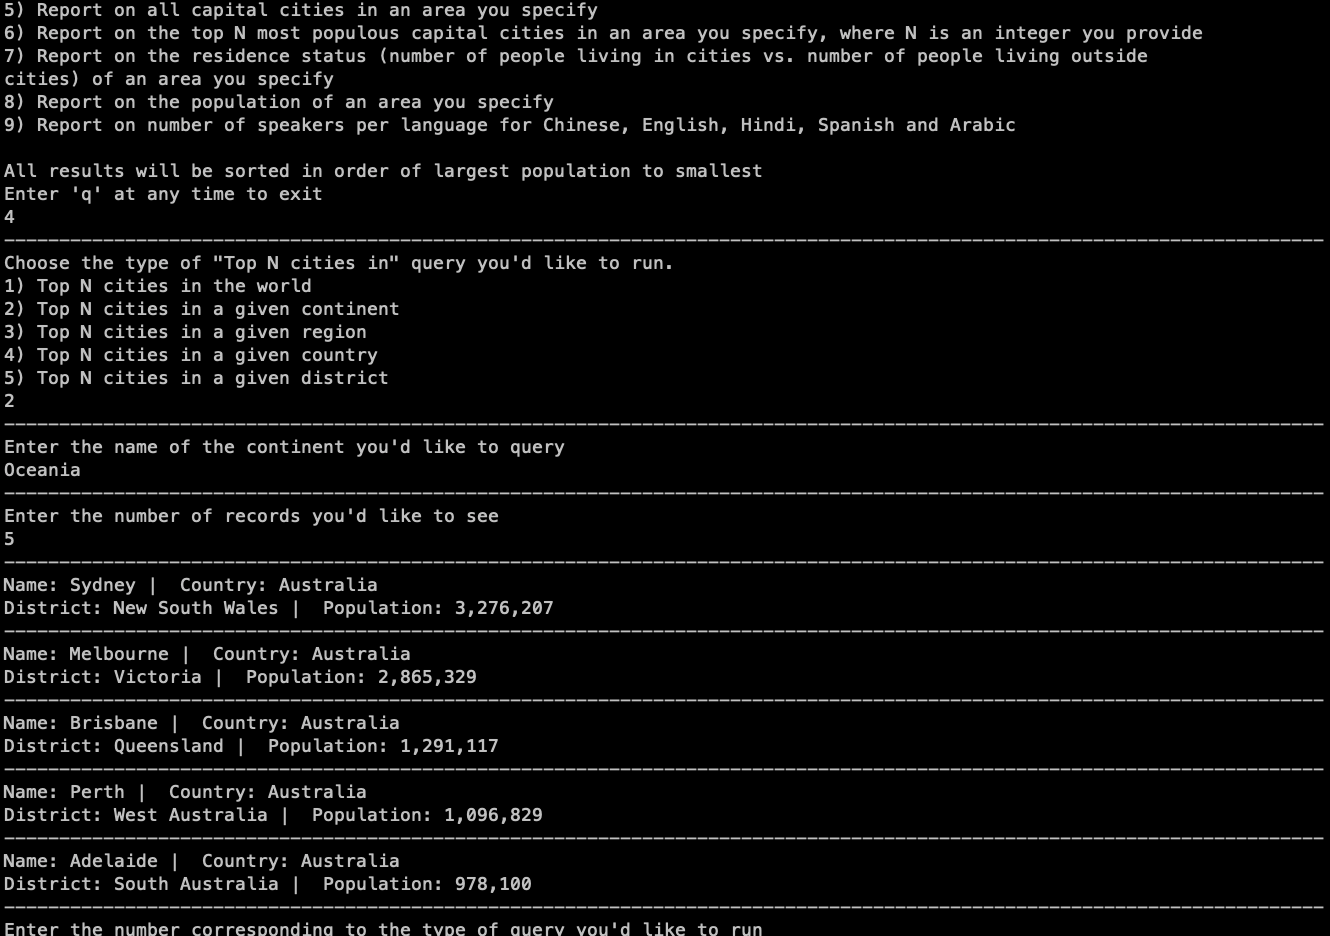 5) Report on all capital cities in an area you specify
6) Report on the top N most populous capital cities in an area you specify, where N is an integer you provide
7) Report on the residence status (number of people living in cities vs. number of people living outside
cities) of an area you specify
8) Report on the population of an area you specify
9) Report on number of speakers per language for Chinese, English, Hindi, Spanish and Arabic
All results will be sorted in order of largest population to smallest
Enter 'q' at any time to exit
4
------------------------------------------------------------------------------------------------------------------------
Choose the type of "Top N cities in" query you'd like to run.
1) Top N cities in the world
2) Top N cities in a given continent
3) Top N cities in a given region
4) Top N cities in a given country
5) Top N cities in a given district
2
------------------------------------------------------------------------------------------------------------------------
Enter the name of the continent you'd like to query
Oceania
------------------------------------------------------------------------------------------------------------------------
Enter the number of records you'd like to see
5
------------------------------------------------------------------------------------------------------------------------
Name: Sydney |  Country: Australia
District: New South Wales |  Population: 3,276,207
------------------------------------------------------------------------------------------------------------------------
Name: Melbourne |  Country: Australia
District: Victoria |  Population: 2,865,329
------------------------------------------------------------------------------------------------------------------------
Name: Brisbane |  Country: Australia
District: Queensland |  Population: 1,291,117
------------------------------------------------------------------------------------------------------------------------
Name: Perth |  Country: Australia
District: West Australia |  Population: 1,096,829
------------------------------------------------------------------------------------------------------------------------
Name: Adelaide |  Country: Australia
District: South Australia |  Population: 978,100
------------------------------------------------------------------------------------------------------------------------
Enter the number corresponding to the type of query you'd like to run